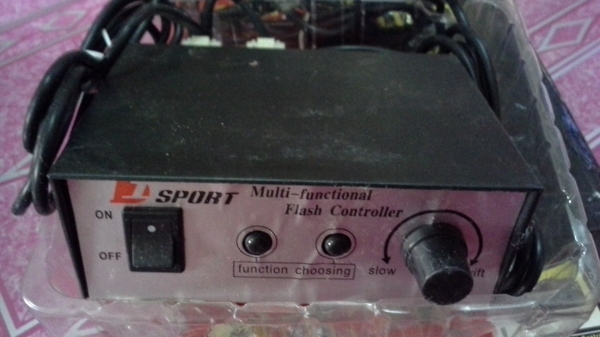 SPORT
Multi-functional
Flash Controller
ON
OFF
function choosing
slow